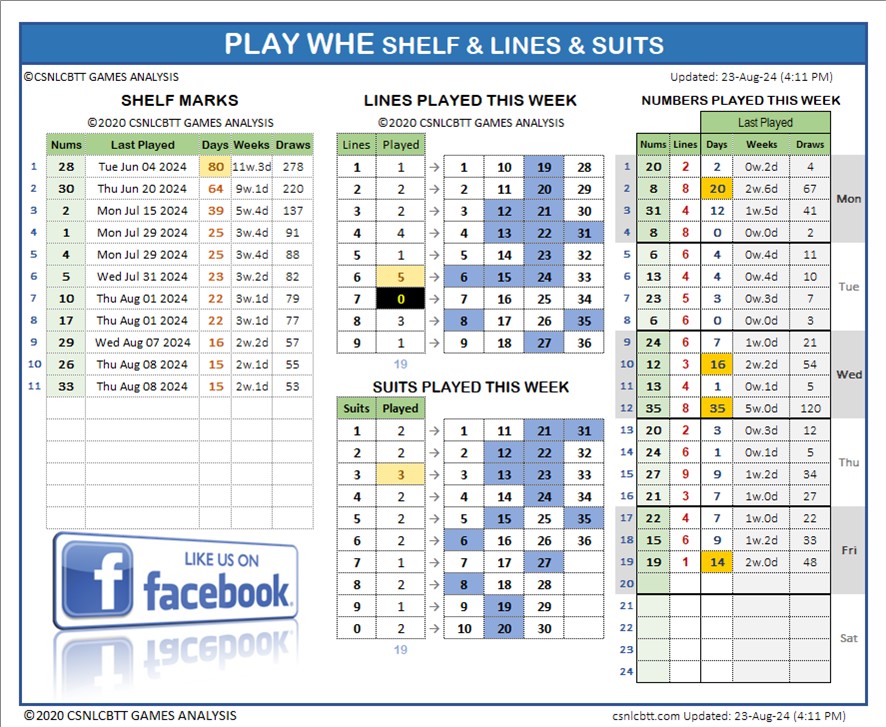 PLAY WHE SHELF & LINES & SUITS
©CSNLCBTT GAMES ANALYSIS
Updated: 23-Aug-24 (4:11 PM)
SHELF MARKS
©2020 CSNLCBTT GAMES ANALYSIS
Nums Last Played Days Weeks Draws
1 28 Tue Jun 04 2024 80 11w.3d 278
2 30 Thu Jun 20 2024 64 9w.1d 220
3 2 Mon Jul 15 2024 39 5w.4d 137
4 1 Mon Jul 29 2024 25 3w.4d 91
5 4 Mon Jul 29 2024 25 3w.4d 88
6 5 Wed Jul 31 2024 23 3w.2d 82
7 10 Thu Aug 01 2024 22 3w.1d 79
8 17 Thu Aug 01 2024 22 3w.1d 77
9 29 Wed Aug 07 2024 16 2w.2d 57
10 26 Thu Aug 08 2024 15 2w.1d 55
11 33 Thu Aug 08 2024 15 2w.1d 53
LIKE US ON
f facebook
LINES PLAYED THIS WEEK
©2020 CSNLCBTT GAMES ANALYSIS
Lines Played
1 1 → 1 10 19 28
2 2 → 2 11 20 29
3 2 → 3 12 21 30
4 4 → 4 13 22 31
5 1 → 5 14 23 32
6 5 → 6 15 24 33
7 0 → 7 16 25 34
8 3 → 8 17 26 35
9 1 → 9 18 27 36
19
SUITS PLAYED THIS WEEK
Suits Played
1 2 → 1 11 21 31
2 2 → 2 12 22 32
3 3 → 3 13 23 33
4 2 → 4 14 24 34
5 2 → 5 15 25 35
6 2 → 6 16 26 36
7 1 → 7 17 27
8 2 → 8 18 28
9 1 → 9 19 29
0 2 → 10 20 30
19
NUMBERS PLAYED THIS WEEK
Last Played
Nums Lines Days Weeks Draws
1 20 2 2 0w.2d 4
2 8 8 20 2w.6d 67
Mon
3 31 4 12 1w.5d 41
4 8 8 0 0w.0d 2
5 6 6 4 0w.4d 11
6 13 4 4 0w.4d 10
Tue
7 23 5 3 0w.3d 7
8 6 6 0 0w.0d 3
9 24 6 7 1w.0d 21
10 12 3 16 2w.2d 54
Wed
11 13 4 1 0w.1d 5
12 35 8 35 5w.0d 120
13 20 2 3 0w.3d 12
14 24 6 1 0w.1d 5
Thu
15 27 9 9 1w.2d 34
16 21 3 7 1w.0d 27
17 22 4 7 1w.0d 22
18 15 6 9 1w.2d 33
Fri
19 19 1 14 2w.0d 48
20
21
22
Sat
23
24
©2020 CSNLCBTT GAMES ANALYSIS
csnlcbtt.com Updated: 23-Aug-24 (4:11 PM)